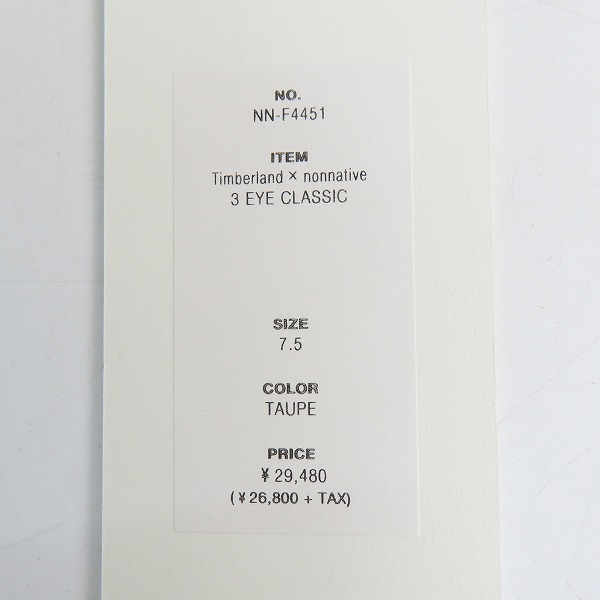 NO.
NN-F4451
ITEM
Timberland × nonnative
3 EYE CLASSIC
SIZE
7.5
COLOR
TAUPE
PRICE
¥ 29,480
(¥26,800 + TAX)